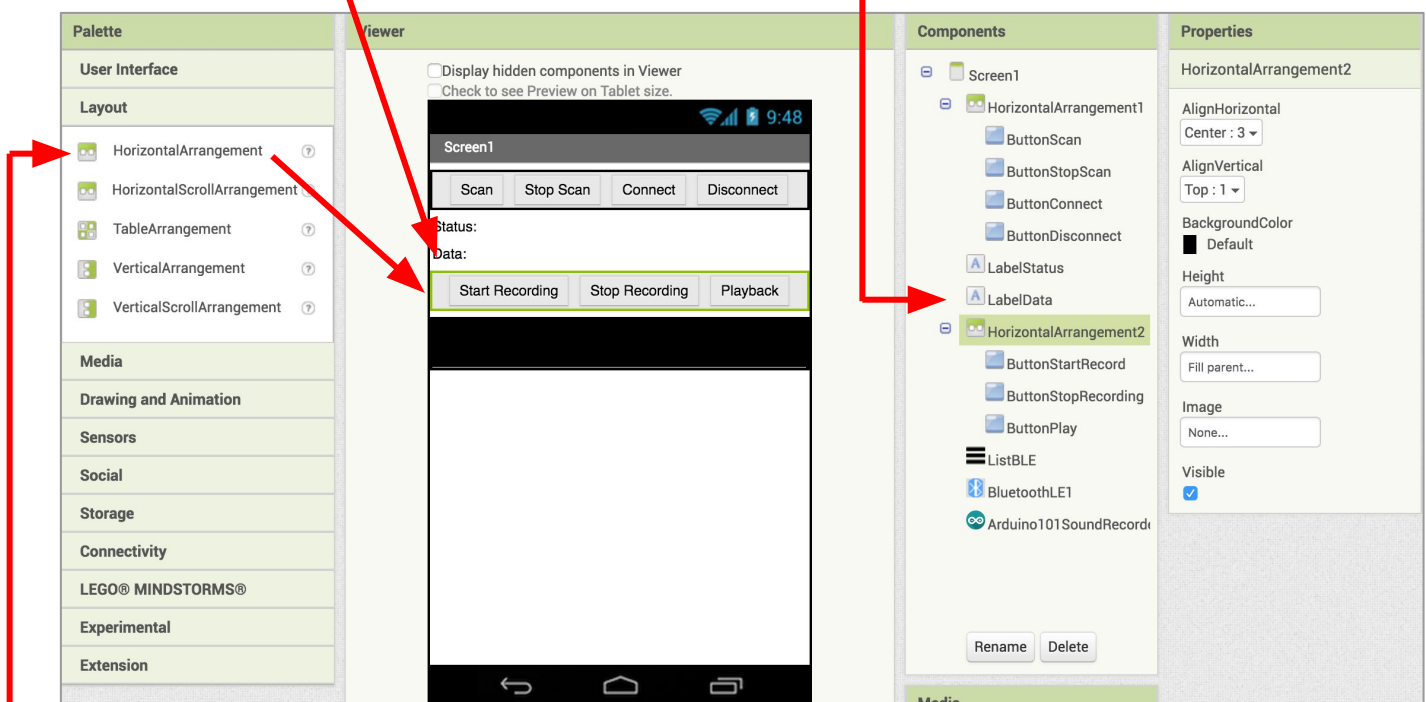 Palette
User Interface
Layout
HorizontalArrangement ?
HorizontalScrollArrangement
TableArrangement ?
VerticalArrangement ?
VerticalScrollArrangement ?
Media
Drawing and Animation
Sensors
Social
Storage
Connectivity
LEGO® MINDSTORMS®
Experimental
Extension
Viewer
Display hidden components in Viewer
Check to see Preview on Tablet size.
9:48
Screen1
Scan Stop Scan Connect Disconnect
Status:
Data:
Start Recording Stop Recording Playback
Components
Screen1
HorizontalArrangement1
ButtonScan
ButtonStopScan
ButtonConnect
ButtonDisconnect
LabelStatus
LabelData
HorizontalArrangement2
ButtonStartRecord
ButtonStopRecording
ButtonPlay
ListBLE
BluetoothLE1
Arduino101SoundRecorde
Rename Delete
Media
Properties
HorizontalArrangement2
AlignHorizontal
Center : 3
AlignVertical
Top : 1
BackgroundColor
Default
Height
Automatic...
Width
Fill parent...
Image
None...
Visible